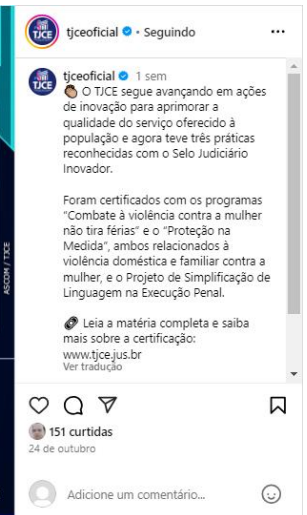 TJCE
tjceoficial • Seguindo
...
TJCE
tjceoficial 1 sem
👏🏽 O TJCE segue avançando em ações
de inovação para aprimorar a
qualidade do serviço oferecido à
população e agora teve três práticas
reconhecidas com o Selo Judiciário
Inovador.
Foram certificados com os programas
“Combate à violência contra a mulher
não tira férias” e o “Proteção na
Medida”, ambos relacionados à
violência doméstica e familiar contra a
mulher, e o Projeto de Simplificação de
Linguagem na Execução Penal.
🔗 Leia a matéria completa e saiba
mais sobre a certificação:
www.tjce.jus.br
Ver tradução
ASCOM / TJCE
151 curtidas
24 de outubro
Adicione um comentário...